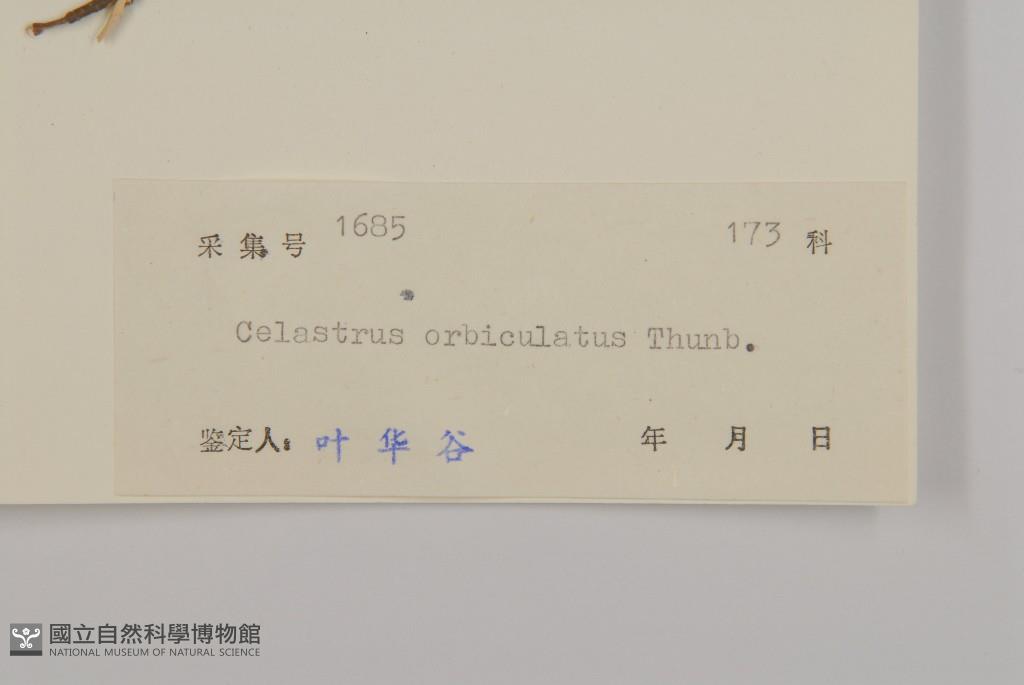 采集号 1685 173 科
Celastrus orbiculatus Thunb.
鉴定人: 叶华谷 年 月 日
國立自然科學博物館
NATIONAL MUSEUM OF NATURAL SCIENCE